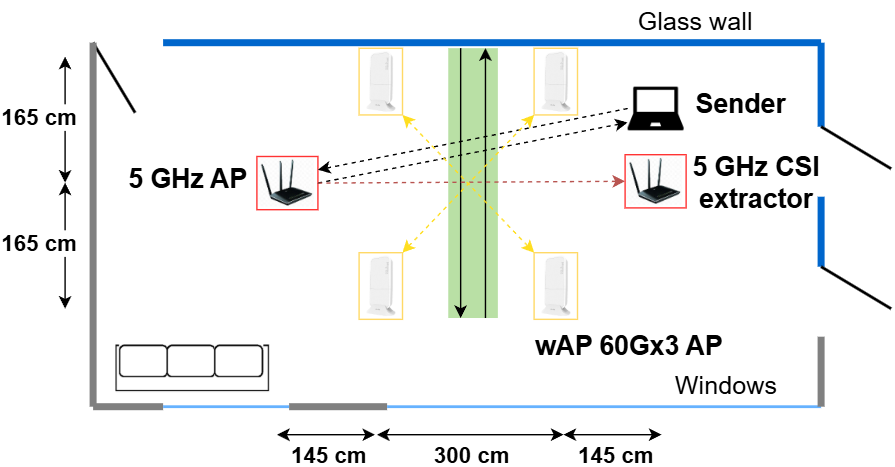 Glass wall
165 cm
Sender
5 GHz AP
5 GHz CSI
extractor
165 cm
wAP 60Gx3 AP
Windows
145 cm
300 cm
145 cm